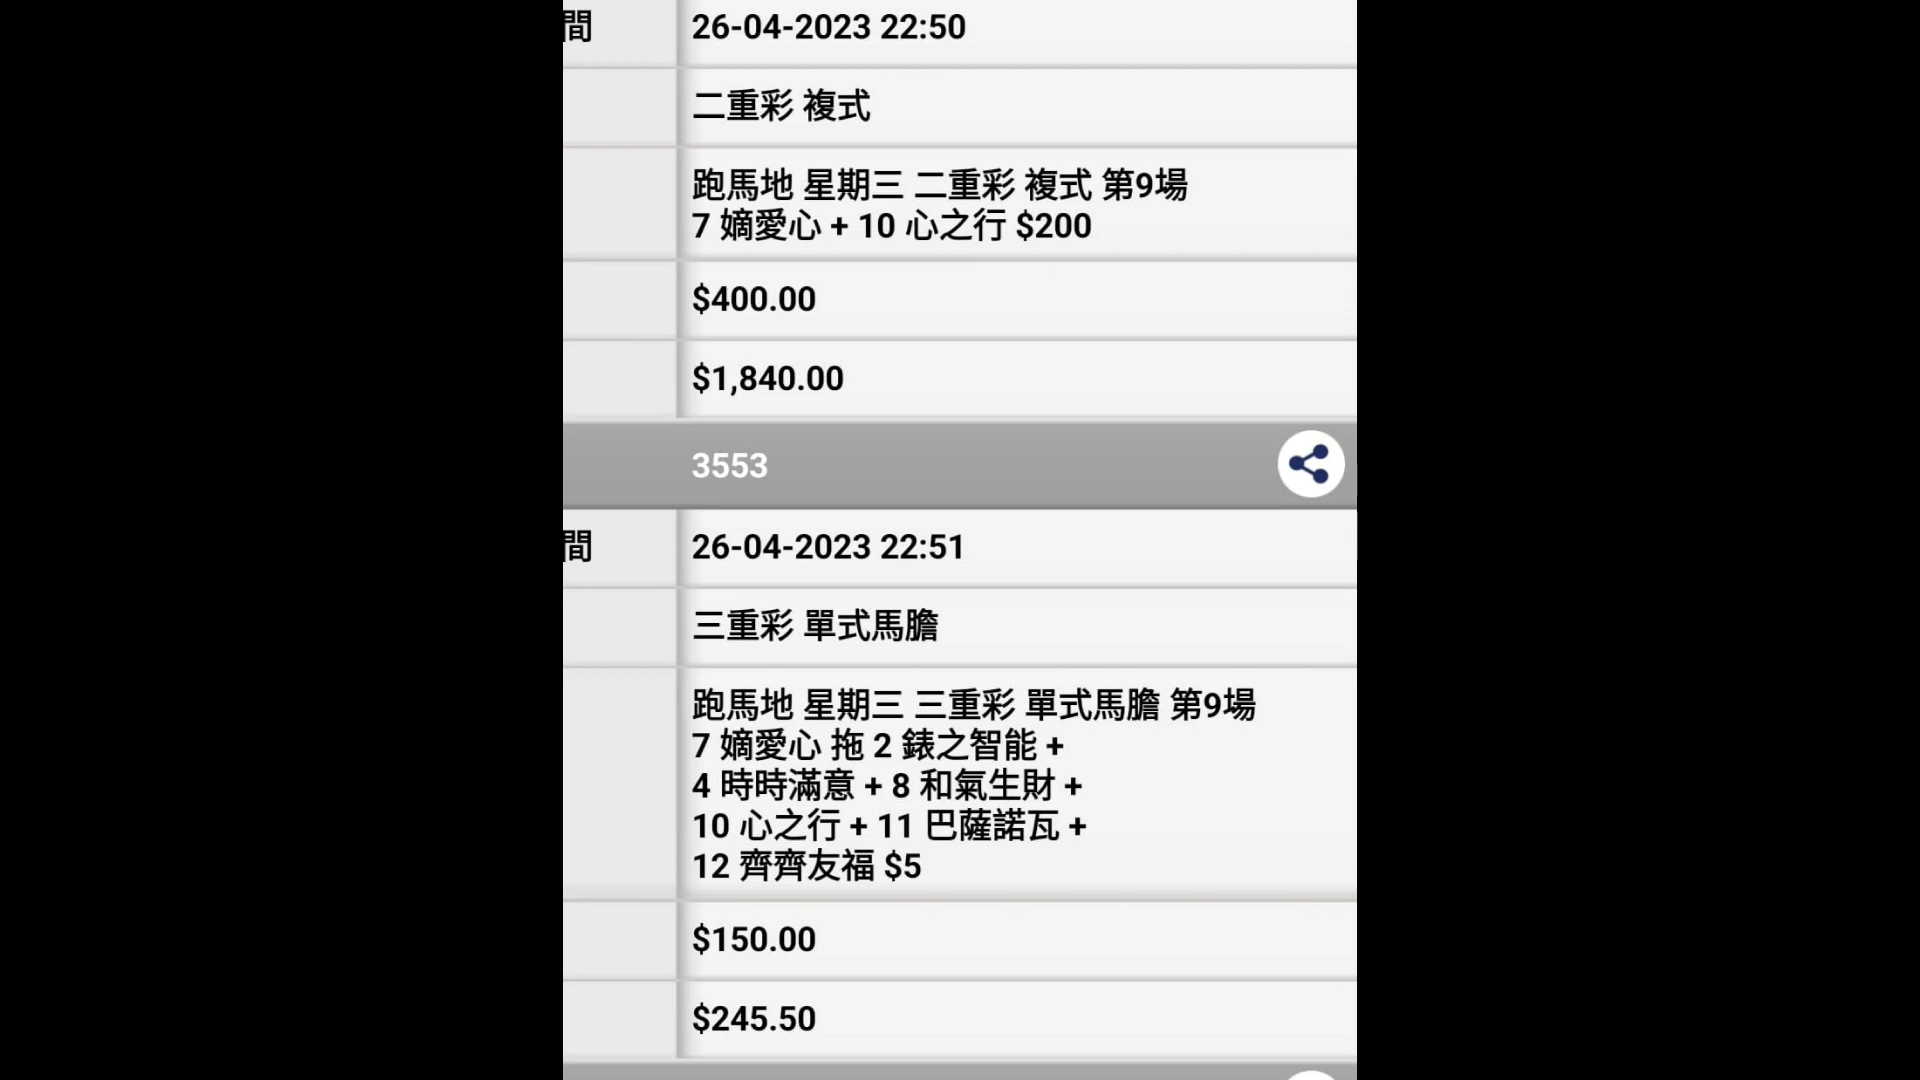 間 26-04-2023 22:50
二重彩 複式
跑馬地 星期三 二重彩 複式 第9場
7 嫡愛心 + 10 心之行 $200
$400.00
$1,840.00
3553
間 26-04-2023 22:51
三重彩 單式馬膽
跑馬地 星期三 三重彩 單式馬膽 第9場
7 嫡愛心 拖 2 錶之智能 +
4 時時滿意 + 8 和氣生財 +
10 心之行 + 11 巴薩諾瓦 +
12 齊齊友福 $5
$150.00
$245.50